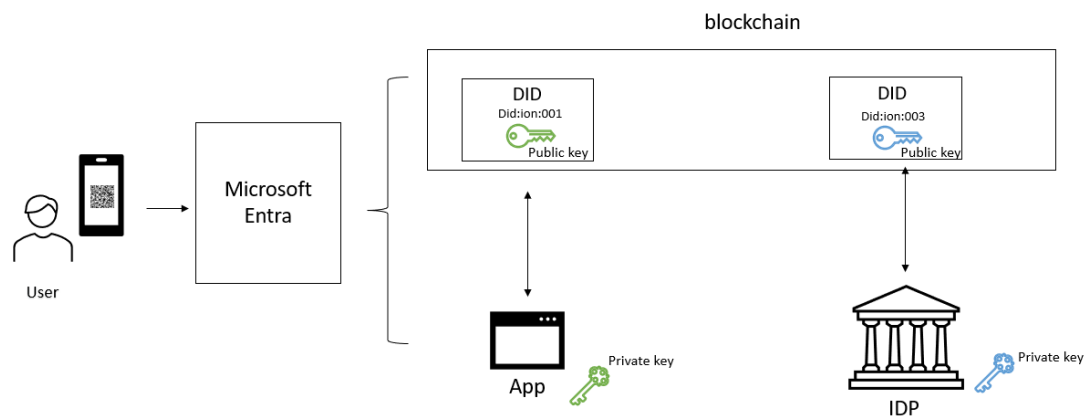 blockchain
DID
Did:ion:001
Public key
DID
Did:ion:003
Public key
Microsoft
Entra
User
App
Private key
IDP
Private key